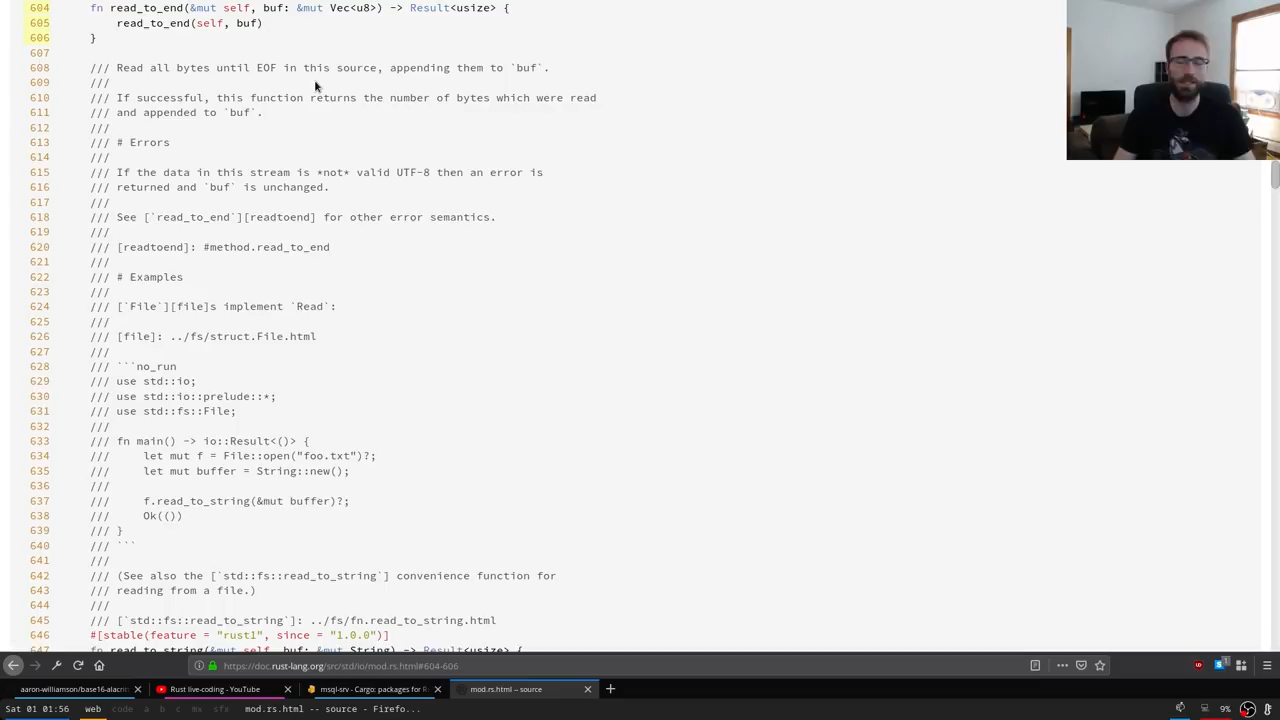 604     fn read_to_end(&mut self, buf: &mut Vec<u8>) -> Result<usize> {
605         read_to_end(self, buf)
606     }
607
608     /// Read all bytes until EOF in this source, appending them to `buf`.
609     ///
610     /// If successful, this function returns the number of bytes which were read
611     /// and appended to `buf`.
612     ///
613     /// # Errors
614     ///
615     /// If the data in this stream is *not* valid UTF-8 then an error is
616     /// returned and `buf` is unchanged.
617     ///
618     /// See [`read_to_end`][readtoend] for other error semantics.
619     ///
620     /// [readtoend]: #method.read_to_end
621     ///
622     /// # Examples
623     ///
624     /// [`File`][file]s implement `Read`:
625     ///
626     /// [file]: ../fs/struct.File.html
627     ///
628     /// ```no_run
629     /// use std::io;
630     /// use std::io::prelude::*;
631     /// use std::fs::File;
632     ///
633     /// fn main() -> io::Result<()> {
634     ///     let mut f = File::open("foo.txt")?;
635     ///     let mut buffer = String::new();
636     ///
637     ///     f.read_to_string(&mut buffer)?;
638     ///     Ok(())
639     /// }
640     /// ```
641     ///
642     /// (See also the [`std::fs::read_to_string`] convenience function for
643     /// reading from a file.)
644     ///
645     /// [`std::fs::read_to_string`]: ../fs/fn.read_to_string.html
646     #[stable(feature = "rust1", since = "1.0.0")]
647     fn read_to_string(&mut self, buf: &mut String) -> Result<usize> {
https://doc.rust-lang.org/src/std/io/mod.rs.html#604-606
aaron-williamson/base16-alacri
Rust live-coding - YouTube
msql-srv - Cargo: packages for R
mod.rs.html -- source
Sat 01 01:56 web code a b c mx sfx mod.rs.html -- source - Firefo... 9%